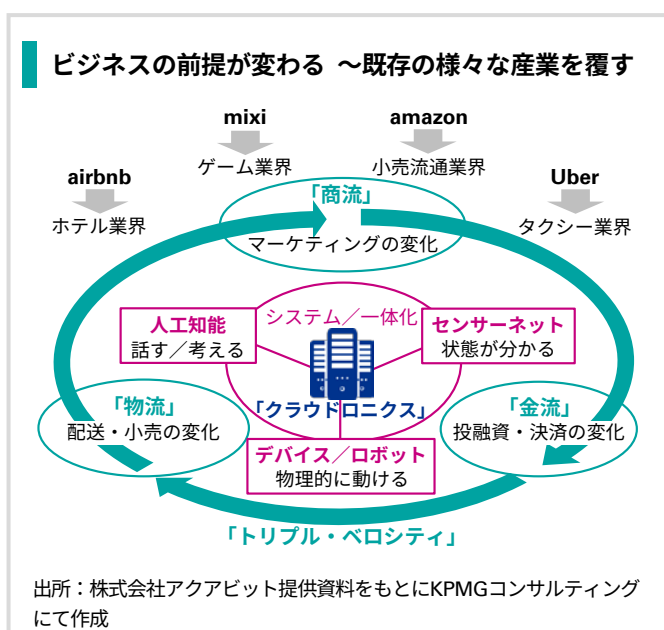 ビジネスの前提が変わる ～既存の様々な産業を覆す
mixi
ゲーム業界
amazon
小売流通業界
airbnb
ホテル業界
Uber
タクシー業界
「商流」
マーケティングの変化
システム／一体化
人工知能
話す／考える
センサーネット
状態が分かる
「クラウドロニクス」
「物流」
配送・小売の変化
「金流」
投融資・決済の変化
デバイス／ロボット
物理的に動ける
「トリプル・ベロシティ」
出所：株式会社アクアビット提供資料をもとにKPMGコンサルティング
にて作成